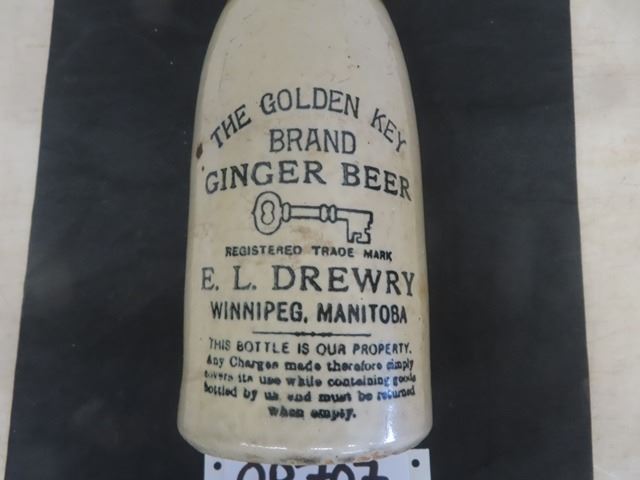 THE GOLDEN KEY
BRAND
GINGER BEER
REGISTERED TRADE MARK
E. L. DREWRY
WINNIPEG, MANITOBA
THIS BOTTLE IS OUR PROPERTY.
Any Charges made therefore simply
covers its use while containing goods
bottled by us and must be returned
when empty.